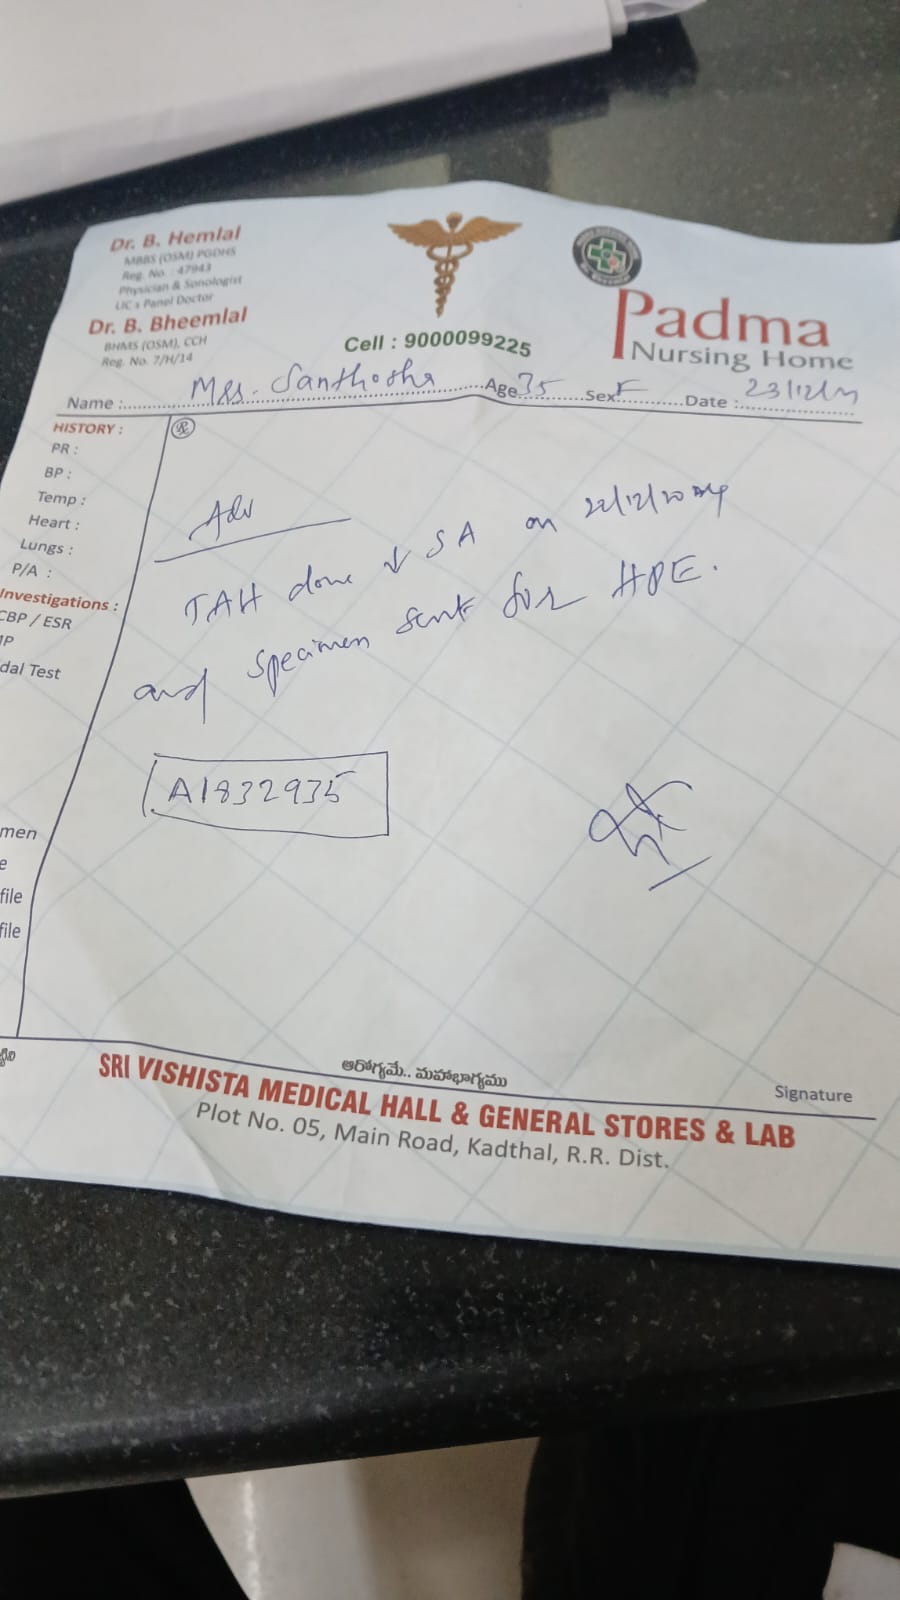 Dr. B. Hemlal
MBBS (OSM) PGDHS
Reg. No. : 47943
Physician & Sonologist
LIC s Panel Doctor
Dr. B. Bheemlal
BHMS (OSM), CCH
Reg. No. 7/H/14
Cell : 9000099225
Padma
Nursing Home
Name : Mrs. Santhosha Age 35 Sex F Date : 23/12/
HISTORY :
PR :
BP :
Temp :
Heart :
Lungs :
P/A :
Investigations :
CBP / ESR
dal Test
men
e
file
file
Adv
TAH done ↓ SA on 22/12/2024
and specimen sent for HPE.
A1832935
ఆరోగ్యమే.. మహాభాగ్యము
Signature
SRI VISHISTA MEDICAL HALL & GENERAL STORES & LAB
Plot No. 05, Main Road, Kadthal, R.R. Dist.